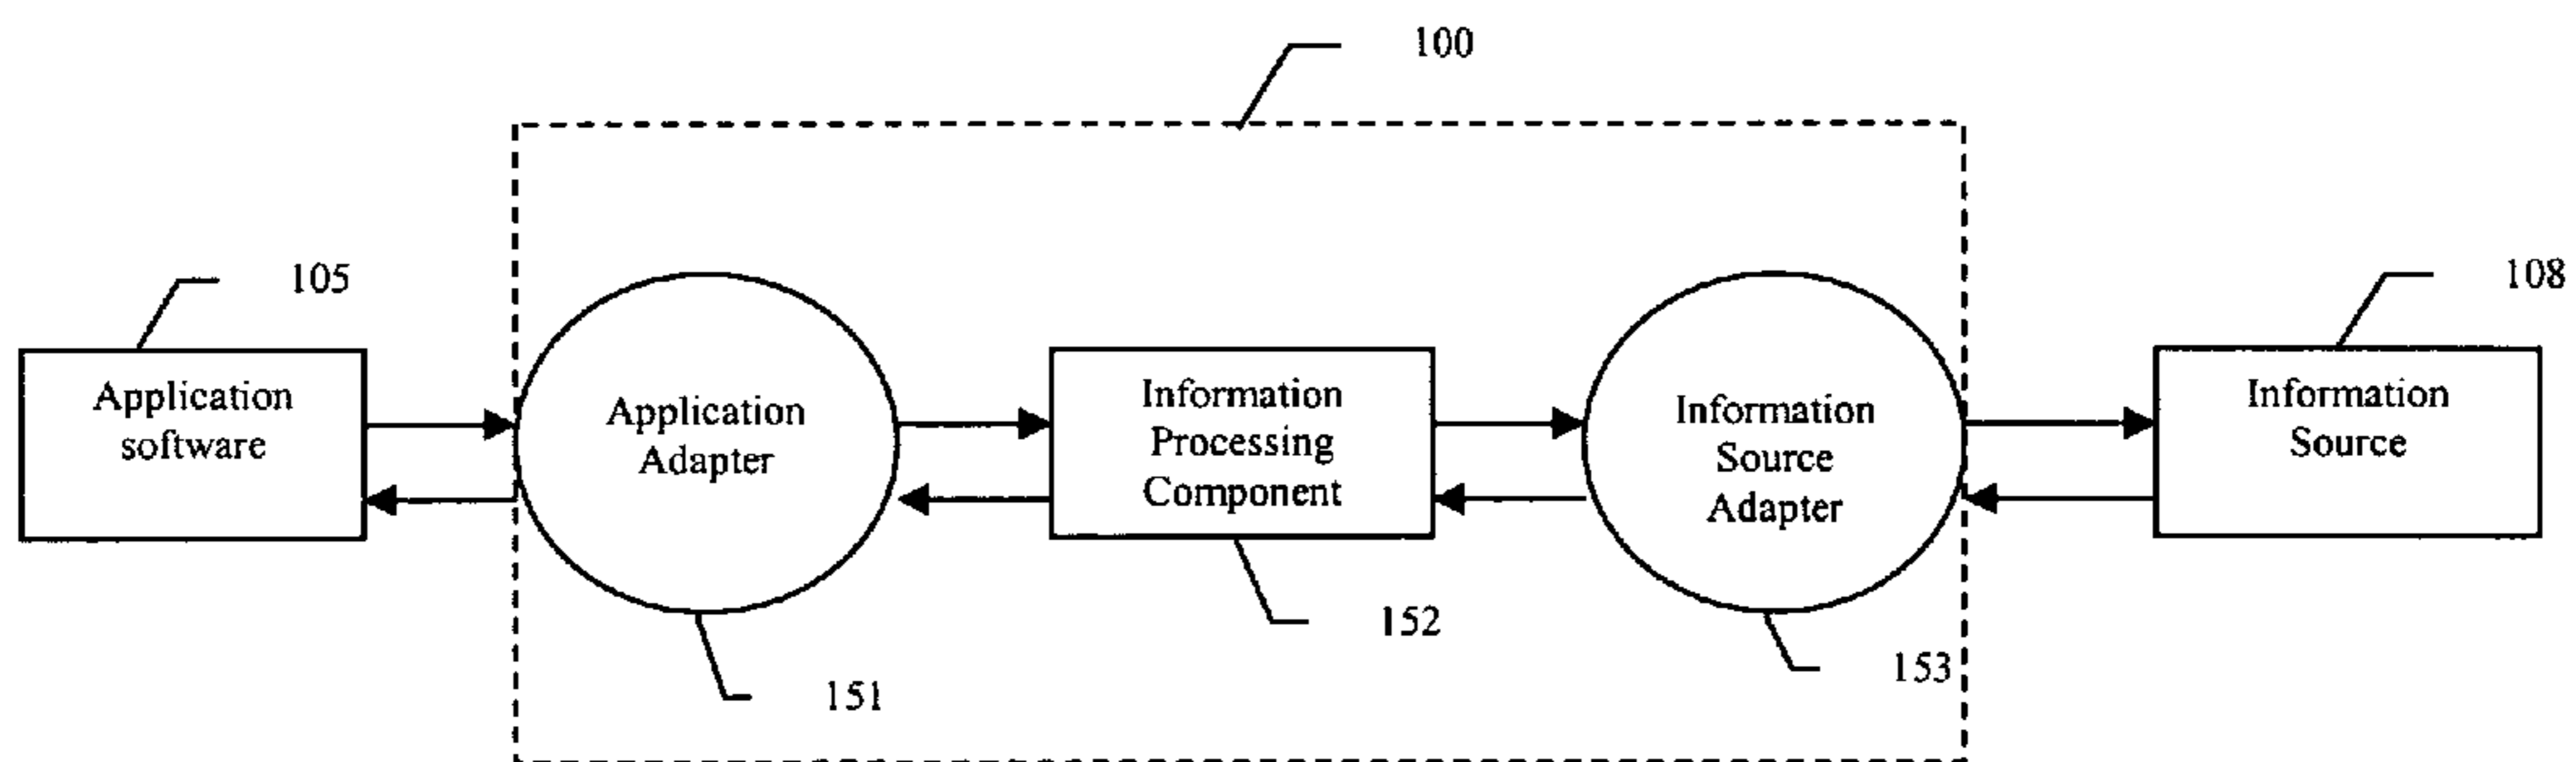 100
105
108
Application
software
Application
Adapter
Information
Processing
Component
Information
Source
Adapter
Information
Source
151
152
153